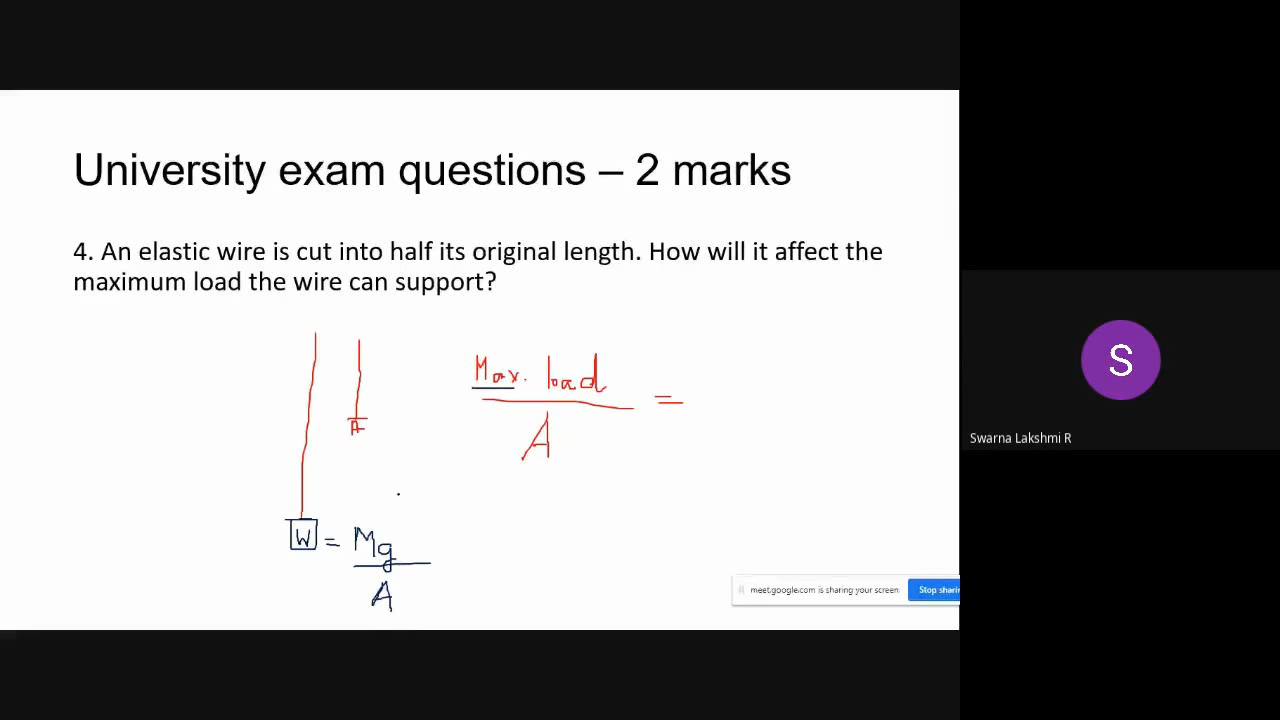 University exam questions – 2 marks
4. An elastic wire is cut into half its original length. How will it affect the
maximum load the wire can support?
Max. load
A
=
A
W = Mg
A
meet.google.com is sharing your screen
Stop sharin
S
Swarna Lakshmi R